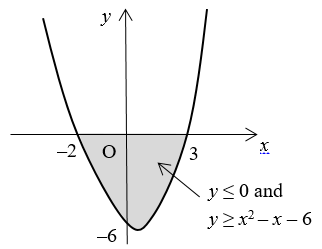 y
–2
O
3
x
y ≤ 0 and
y ≥ x² – x – 6
–6